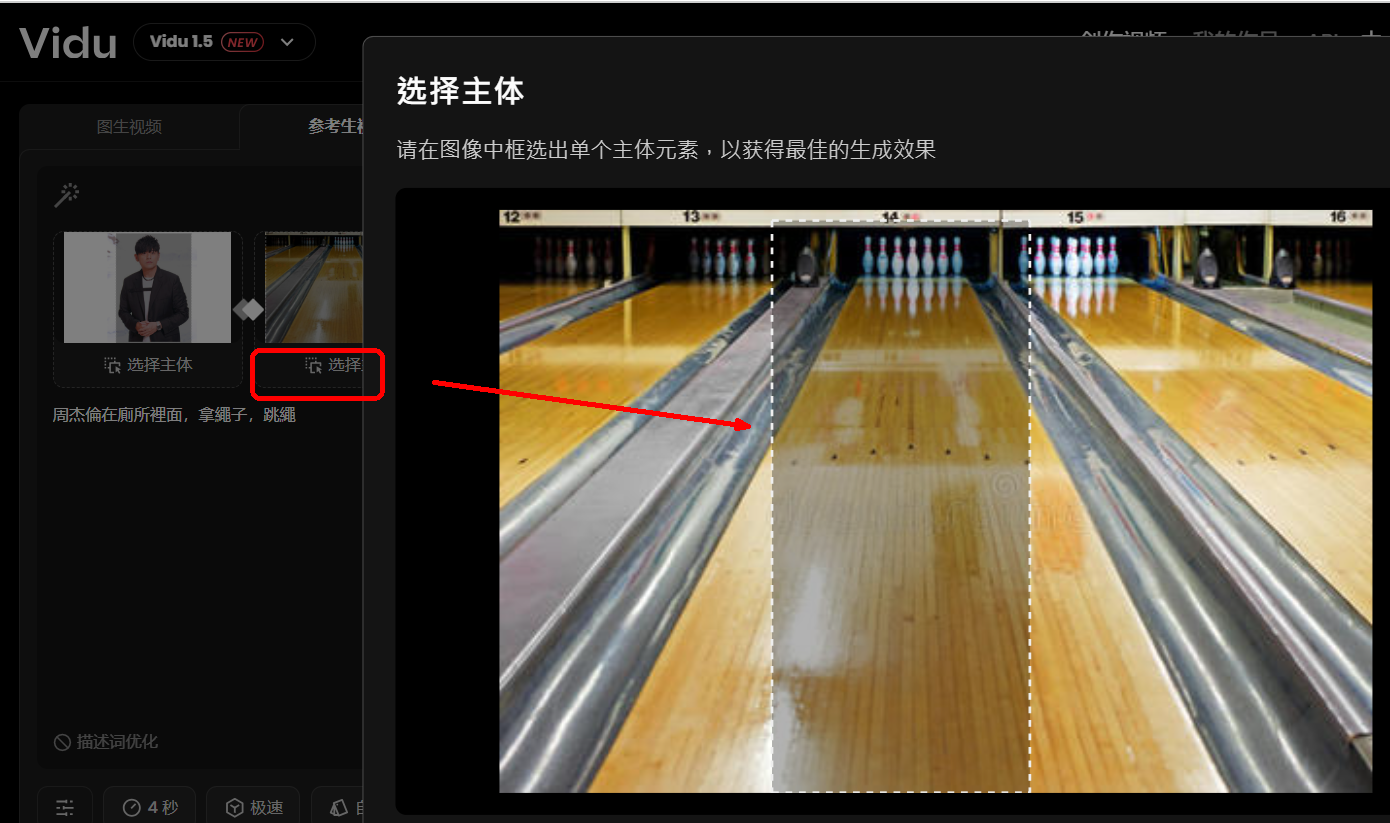 Vidu
Vidu 1.5 NEW
选择主体
请在图像中框选出单个主体元素，以获得最佳的生成效果
图生视频
参考生
选择主体
选择
周杰倫在廁所裡面，拿繩子，跳繩
描述词优化
4 秒
极速
12
13
14
15
16